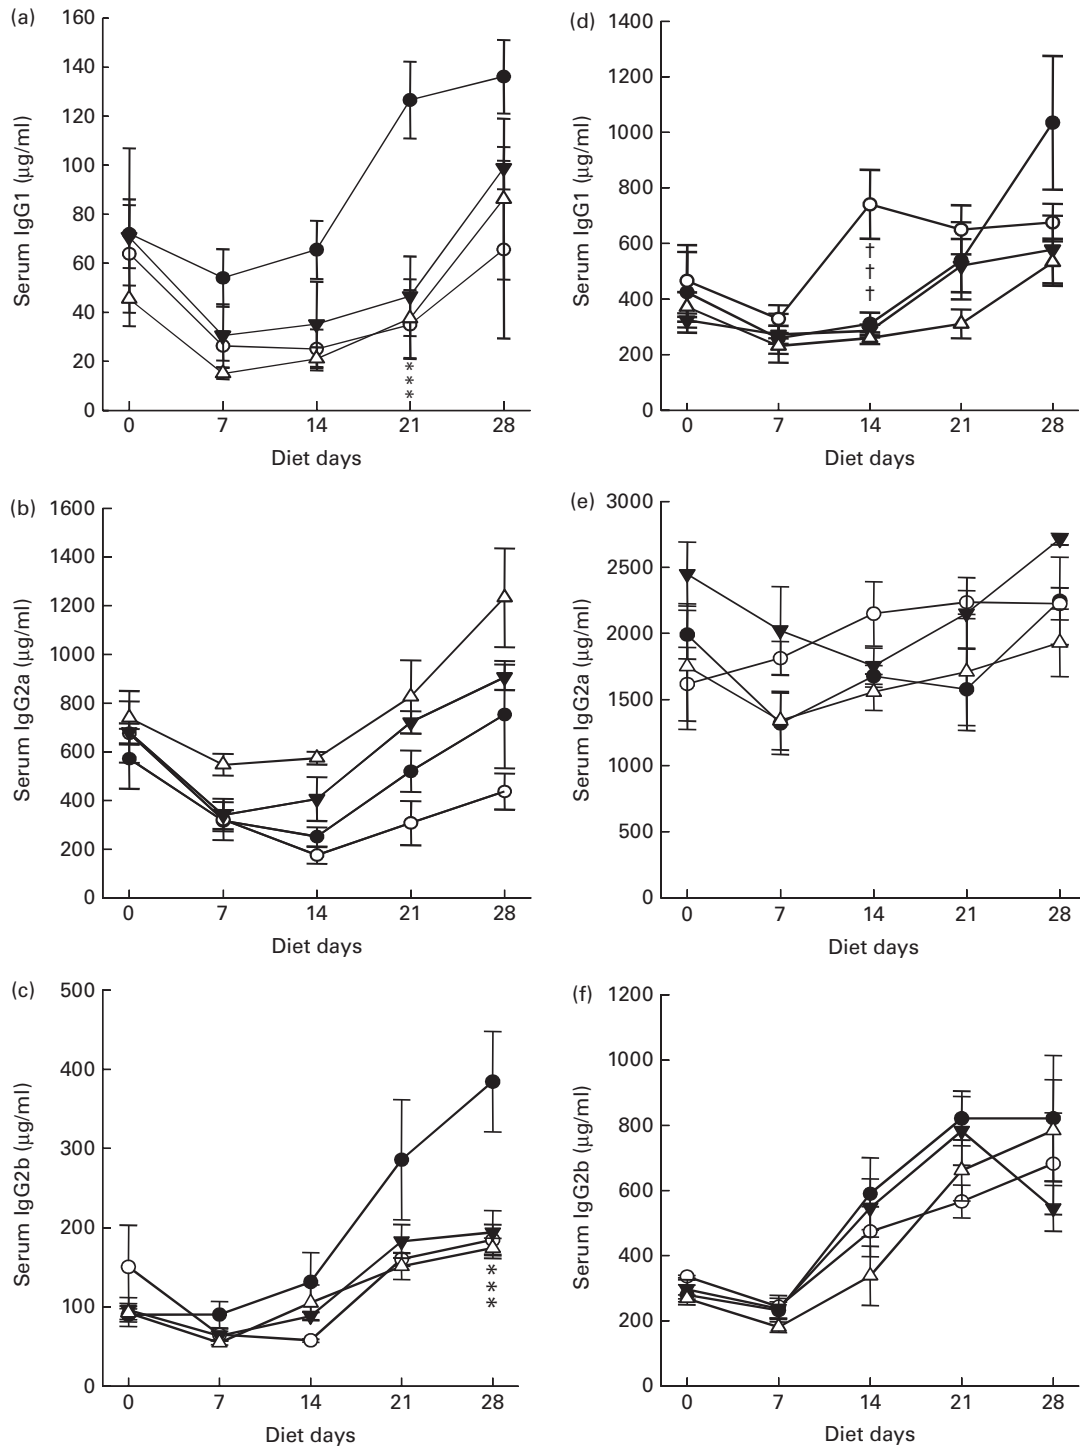 (a)
Serum IgG1 (µg/ml)
160
140
120
100
80
60
40
20
0
***
0 7 14 21 28
Diet days
(d)
Serum IgG1 (µg/ml)
1400
1200
1000
800
600
400
200
0
†
†
†
0 7 14 21 28
Diet days
(b)
Serum IgG2a (µg/ml)
1600
1400
1200
1000
800
600
400
200
0
0 7 14 21 28
Diet days
(e)
Serum IgG2a (µg/ml)
3000
2500
2000
1500
1000
500
0
0 7 14 21 28
Diet days
(c)
Serum IgG2b (µg/ml)
500
400
300
200
100
0
***
0 7 14 21 28
Diet days
(f)
Serum IgG2b (µg/ml)
1200
1000
800
600
400
200
0
0 7 14 21 28
Diet days